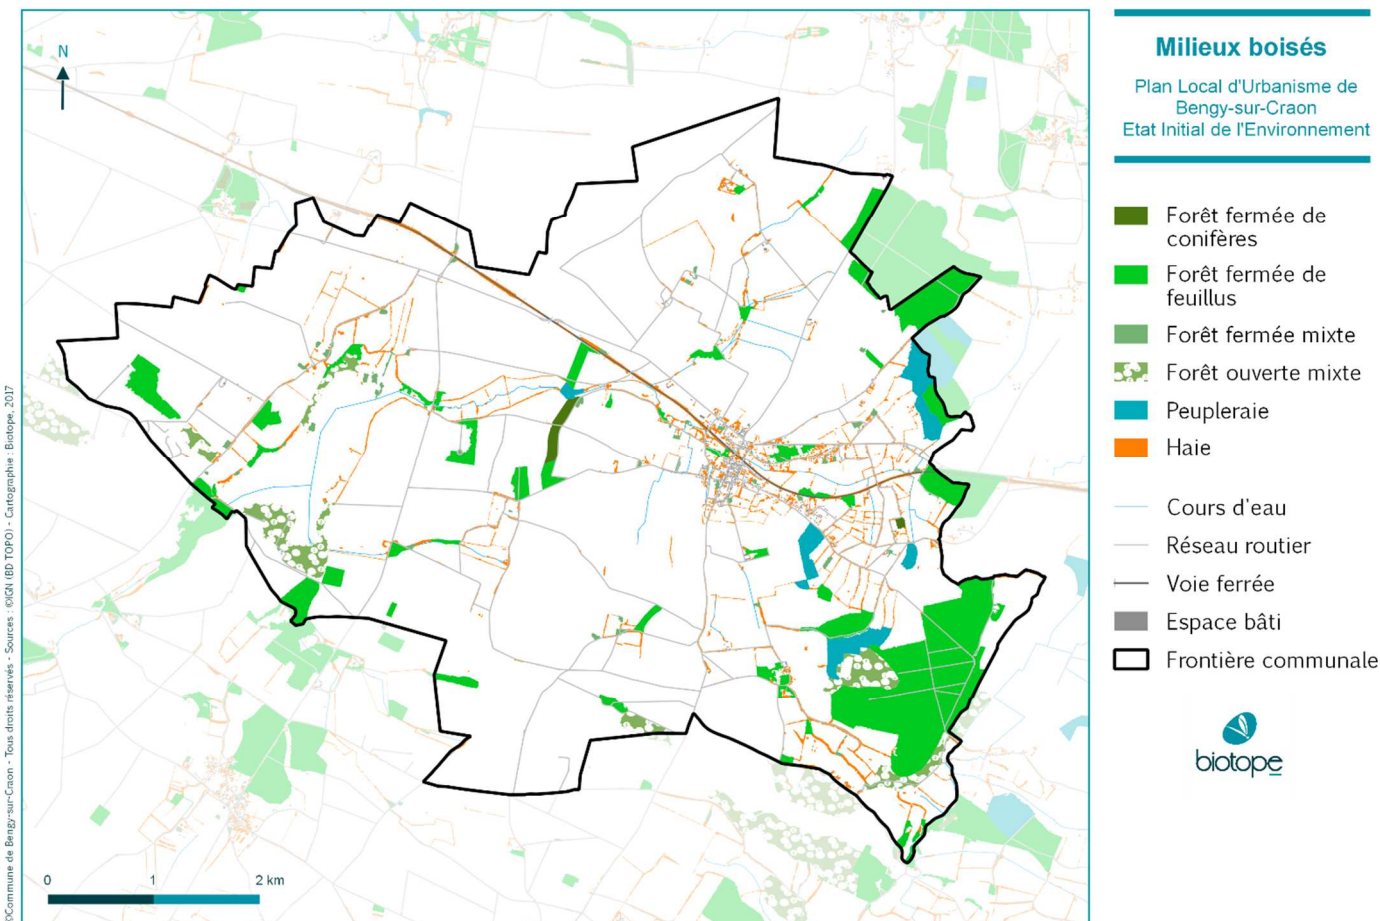 N
Milieux boisés
Plan Local d'Urbanisme de
Bengy-sur-Craon
Etat Initial de l'Environnement
Forêt fermée de
conifères
Forêt fermée de
feuillus
Forêt fermée mixte
Forêt ouverte mixte
Peupleraie
Haie
Cours d'eau
Réseau routier
Voie ferrée
Espace bâti
Frontière communale
biotope
0 1 2 km
©Commune de Bengy-sur-Craon - Tous droits réservés - Sources : ©IGN (BD TOPO) - Cartographie : Biotope, 2017